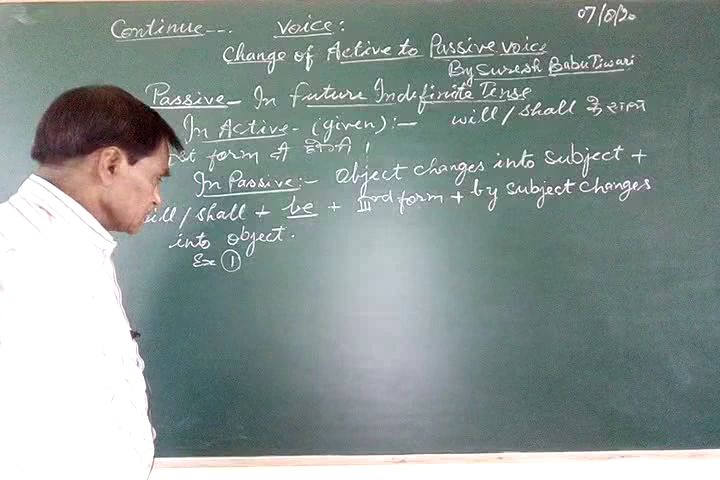 07/8/20
Continue--- Voice:
Change of Active to Passive voice
By Suresh Babu Tiwari
Passive- In future Indefinite Tense
In Active- (given):- will/shall के साथ
form
In Passive:- Object changes into subject +
will/shall + be + IIIrd form + by subject changes
into object.
Ex ①